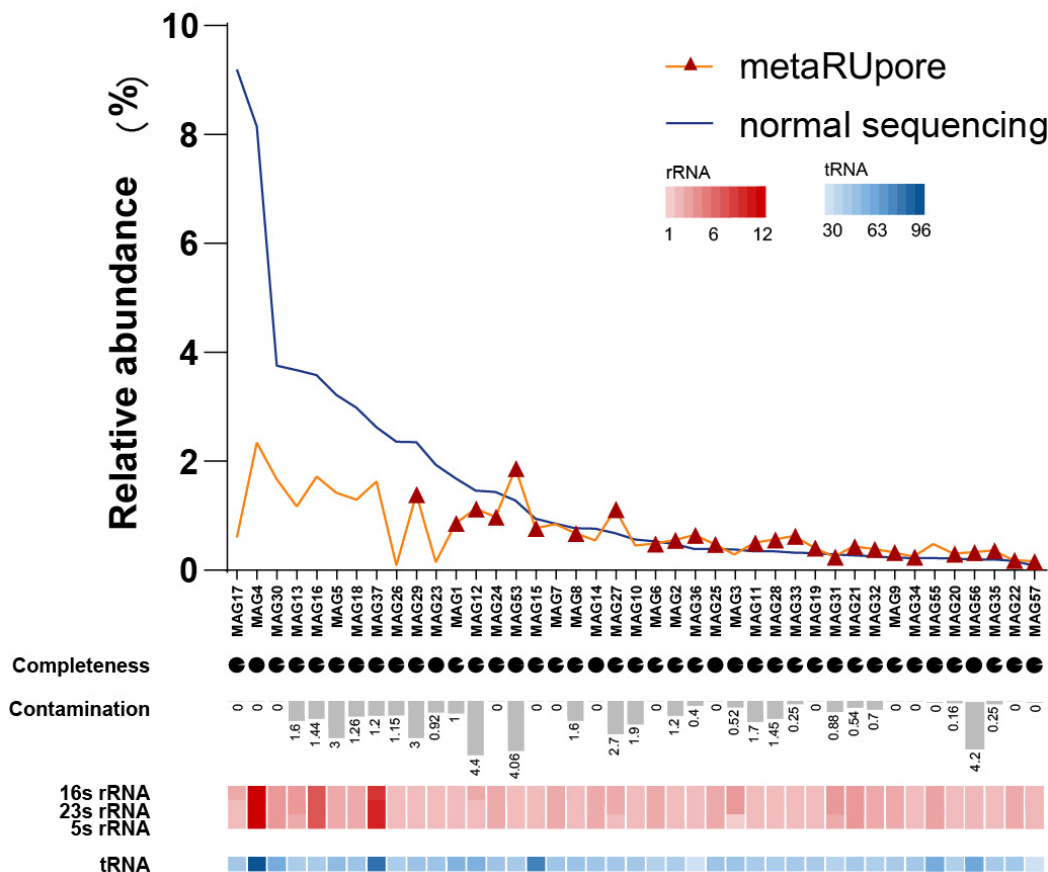 10
8
6
4
2
0
Relative abundance (%)
metaRUpore
normal sequencing
rRNA
1 6 12
tRNA
30 63 96
MAG17
MAG4
MAG30
MAG13
MAG16
MAG5
MAG18
MAG37
MAG26
MAG29
MAG23
MAG1
MAG12
MAG24
MAG53
MAG15
MAG7
MAG8
MAG14
MAG27
MAG10
MAG6
MAG2
MAG36
MAG25
MAG3
MAG11
MAG28
MAG33
MAG19
MAG31
MAG21
MAG32
MAG9
MAG34
MAG55
MAG20
MAG56
MAG35
MAG22
MAG57
Completeness
Contamination
0
0
0
1.6
1.44
3
1.26
1.2
1.15
3
0.92
1
4.4
0
4.06
0
0
1.6
0
2.7
1.9
0
1.2
0.4
0
0.52
1.7
1.45
0.25
0
0.88
0.54
0.7
0
0
0
0.16
4.2
0.25
0
0
16s rRNA
23s rRNA
5s rRNA
tRNA